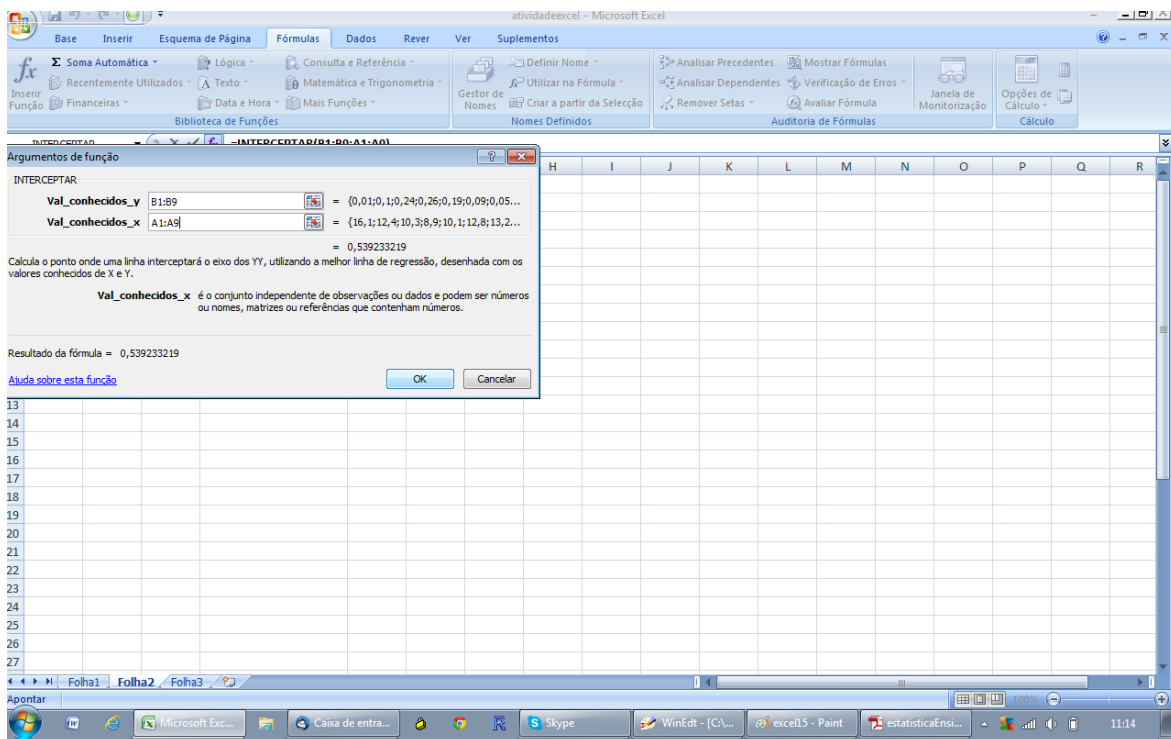 atividadeexcel - Microsoft Excel
Base Inserir Esquema de Página Fórmulas Dados Rever Ver Suplementos
fx Inserir Função
Σ Soma Automática
Recentemente Utilizados
Financeiras
Lógica
Texto
Data e Hora
Consulta e Referência
Matemática e Trigonometria
Mais Funções
Biblioteca de Funções
Gestor de Nomes
Definir Nome
Utilizar na Fórmula
Criar a partir da Selecção
Nomes Definidos
Analisar Precedentes
Analisar Dependentes
Remover Setas
Mostrar Fórmulas
Verificação de Erros
Avaliar Fórmula
Auditoria de Fórmulas
Janela de Monitorização
Opções de Cálculo
Cálculo
INTERCEPTAR =INTERCEPTAR(B1:B9;A1:A9)
Argumentos de função
INTERCEPTAR
Val_conhecidos_y B1:B9 = {0,01;0,1;0,24;0,26;0,19;0,09;0,05...
Val_conhecidos_x A1:A9 = {16,1;12,4;10,3;8,9;10,1;12,8;13,2...
= 0,539233219
Calcula o ponto onde uma linha interceptará o eixo dos YY, utilizando a melhor linha de regressão, desenhada com os
valores conhecidos de X e Y.
Val_conhecidos_x é o conjunto independente de observações ou dados e podem ser números
ou nomes, matrizes ou referências que contenham números.
Resultado da fórmula = 0,539233219
Ajuda sobre esta função
OK Cancelar
H I J K L M N O P Q R
13
14
15
16
17
18
19
20
21
22
23
24
25
26
27
Folha1 Folha2 Folha3
Apontar 100%
Microsoft Exc... Caixa de entra... R Skype WinEdt - [C:\... excel15 - Paint estatisticaEnsi... 11:14